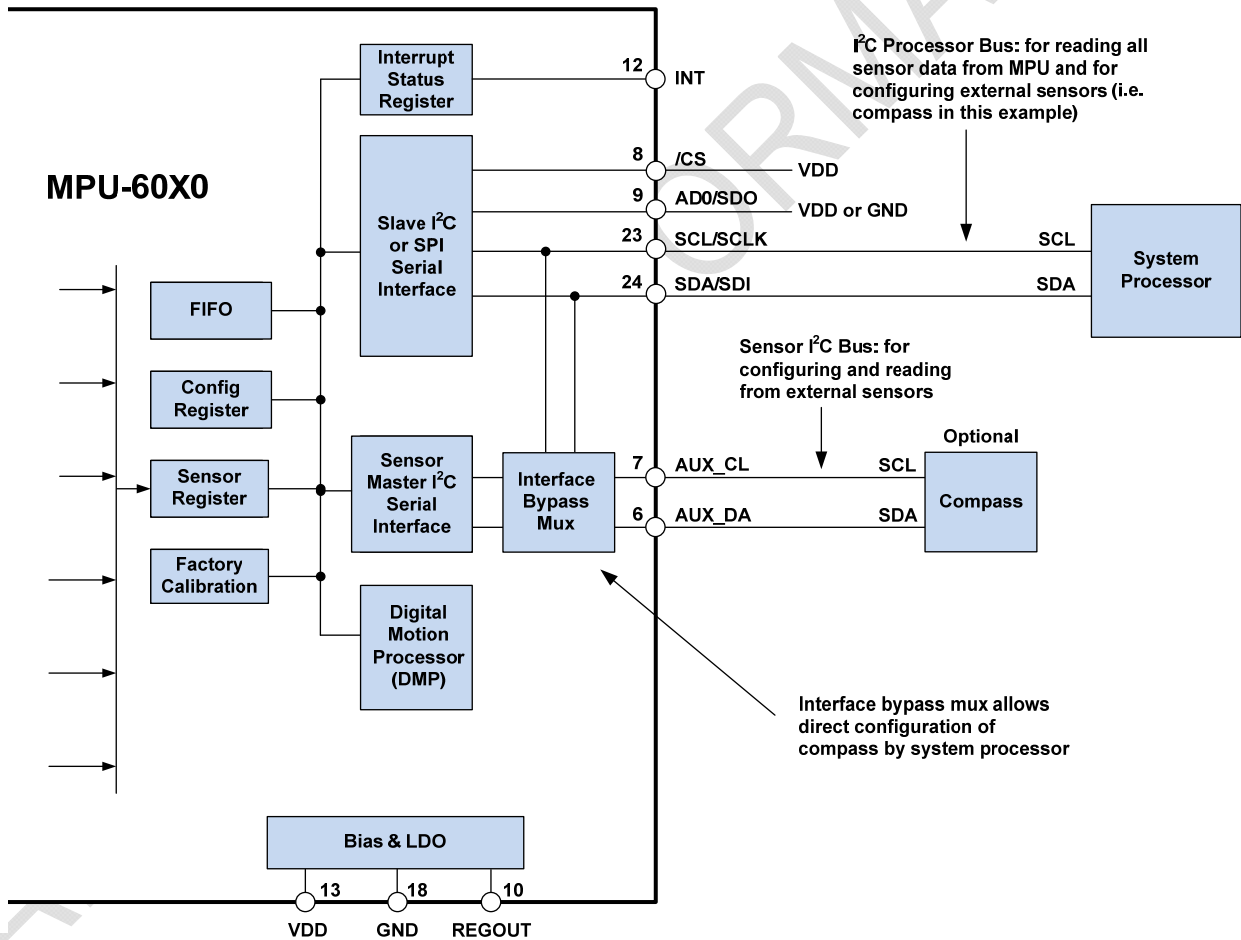 Interrupt
Status
Register
12
INT
I²C Processor Bus: for reading all
sensor data from MPU and for
configuring external sensors (i.e.
compass in this example)
MPU-60X0
Slave I²C
or SPI
Serial
Interface
8
/CS
VDD
9
AD0/SDO
VDD or GND
23
SCL/SCLK
SCL
24
SDA/SDI
SDA
System
Processor
FIFO
Config
Register
Sensor
Register
Factory
Calibration
Sensor I²C Bus: for
configuring and reading
from external sensors
Sensor
Master I²C
Serial
Interface
Interface
Bypass
Mux
7
AUX_CL
SCL
6
AUX_DA
SDA
Optional
Compass
Digital
Motion
Processor
(DMP)
Interface bypass mux allows
direct configuration of
compass by system processor
Bias & LDO
13
18
10
VDD
GND
REGOUT